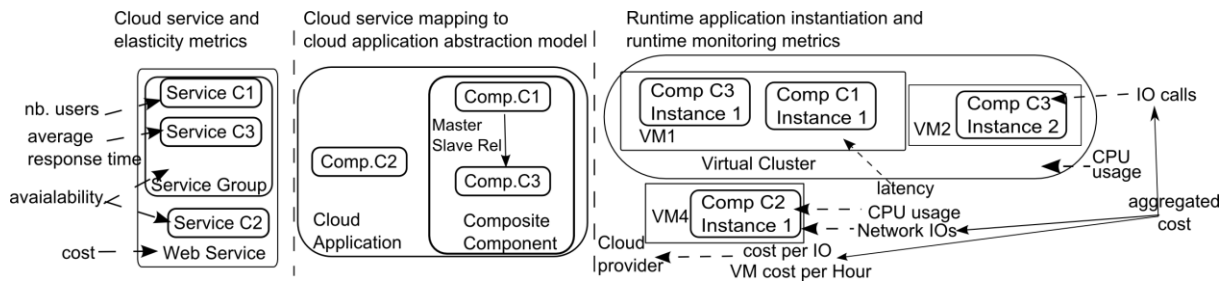 Cloud service and
elasticity metrics
nb. users
average
response time
avaialability
cost
Service C1
Service C3
Service Group
Service C2
Web Service
Cloud service mapping to
cloud application abstraction model
Comp.C1
Master
Slave Rel
Comp.C2
Comp.C3
Cloud
Application
Composite
Component
Runtime application instantiation and
runtime monitoring metrics
Comp C3
Instance 1
Comp C1
Instance 1
VM1
Comp C3
Instance 2
VM2
IO calls
Virtual Cluster
CPU
usage
latency
VM4
Comp C2
Instance 1
CPU usage
Network IOs
aggregated
cost
Cloud
provider
cost per IO
VM cost per Hour